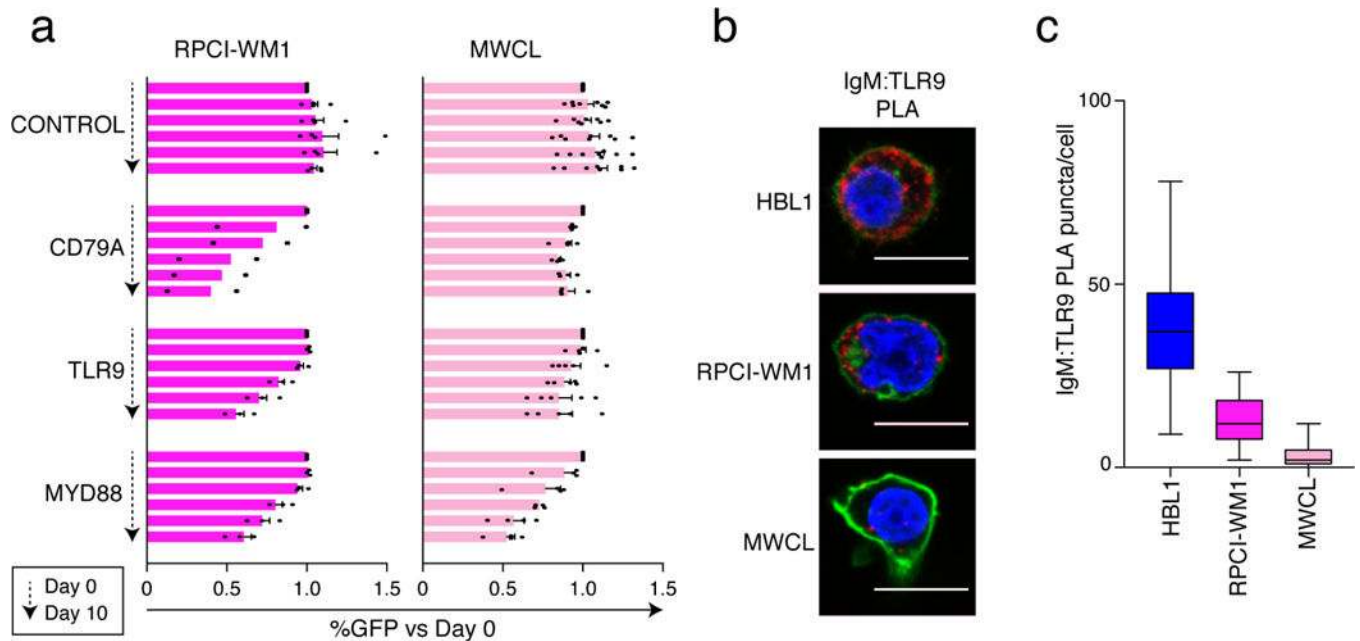 a
RPCI-WM1
MWCL
CONTROL
CD79A
TLR9
MYD88
0
0.5
1.0
1.5
0
0.5
1.0
1.5
Day 0
Day 10
%GFP vs Day 0
b
IgM:TLR9
PLA
HBL1
RPCI-WM1
MWCL
c
IgM:TLR9 PLA puncta/cell
100
50
0
HBL1
RPCI-WM1
MWCL